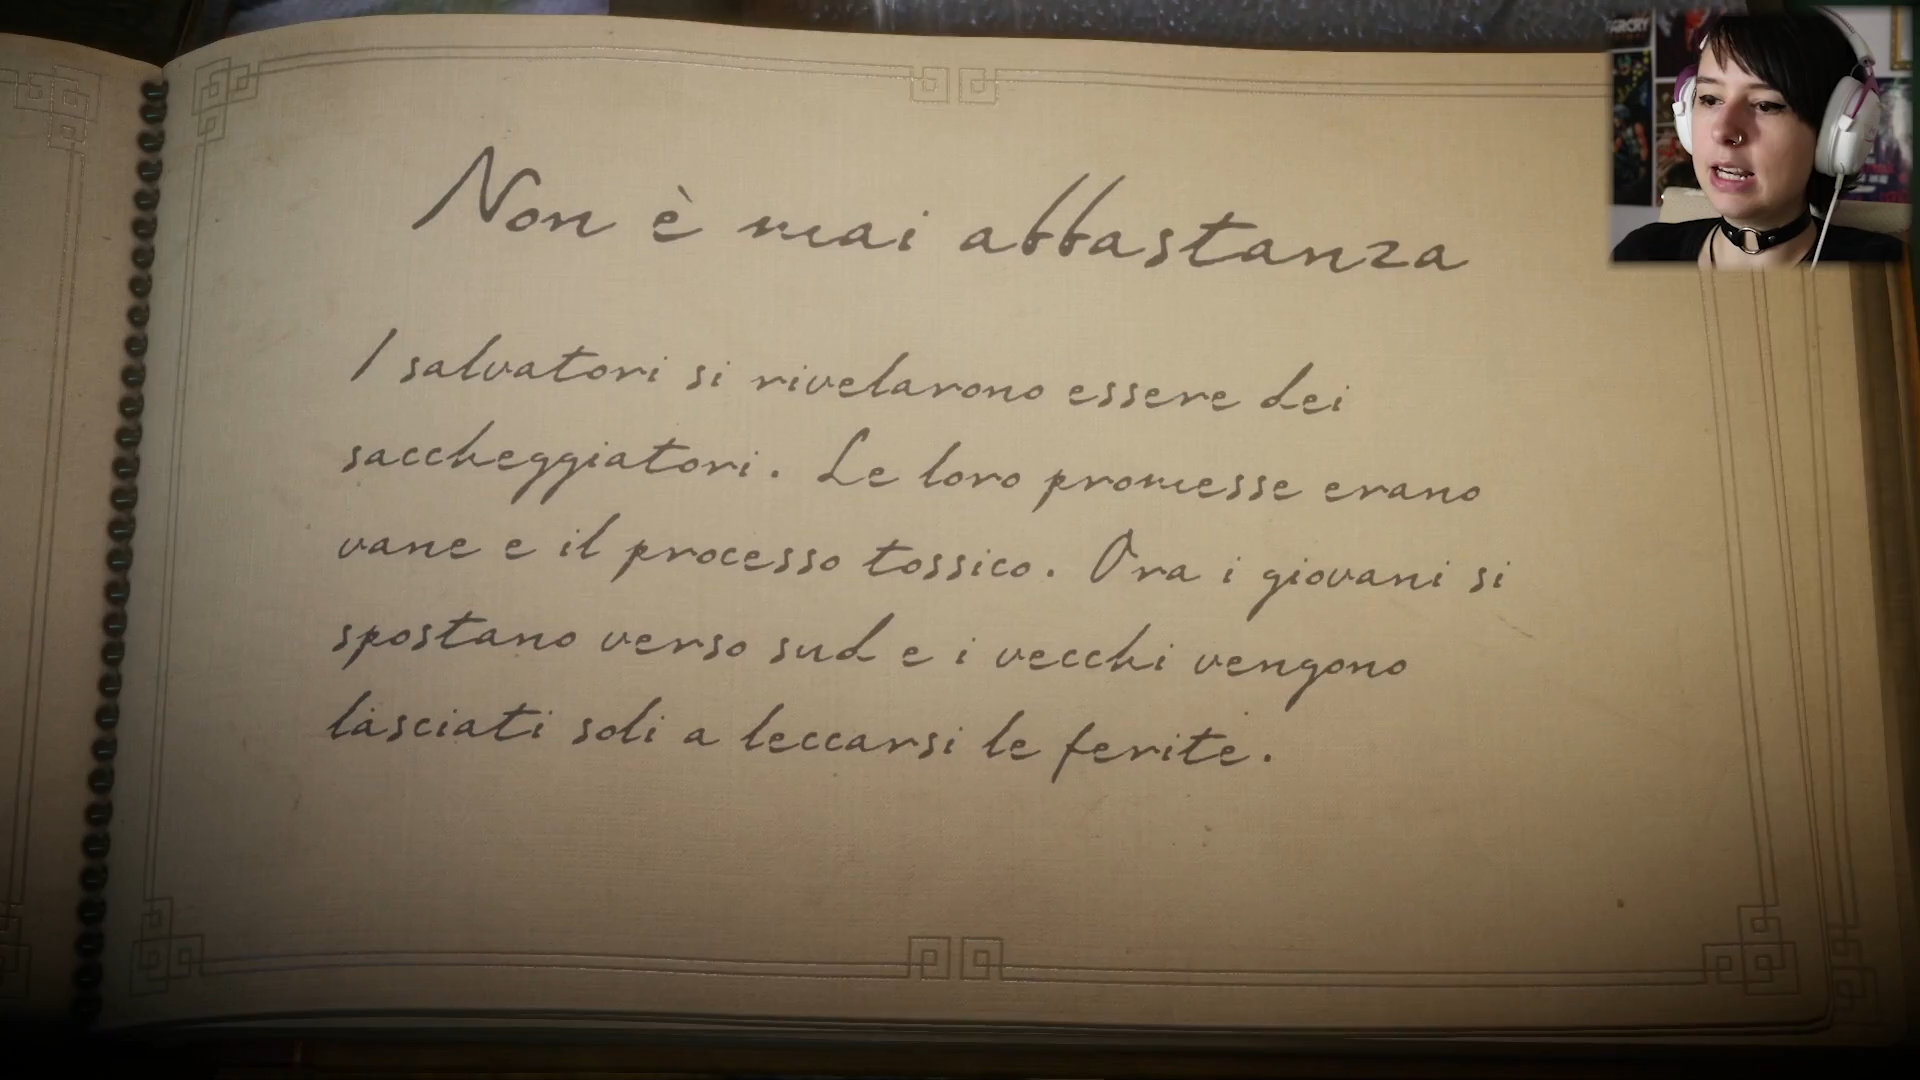 Non è mai abbastanza
I salvatori si rivelarono essere dei
saccheggiatori. Le loro promesse erano
vane e il processo tossico. Ora i giovani si
spostano verso sud e i vecchi vengono
lasciati soli a leccarsi le ferite.
FARCRY